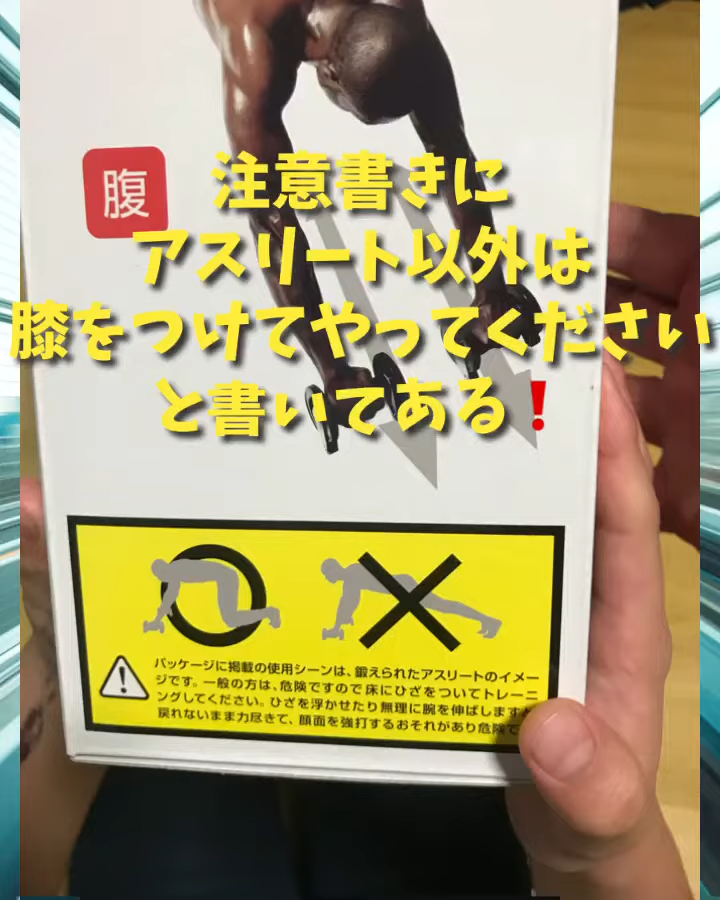 腹
注意書きに
アスリート以外は
膝をつけてやってください
と書いてある❗
パッケージに掲載の使用シーンは、鍛えられたアスリートのイメー
ジです。一般の方は、危険ですので床にひざをついてトレーニ
ングしてください。ひざを浮かせたり無理に腕を伸ばしますと
戻れないまま力尽きて、顔面を強打するおそれがあり危険で